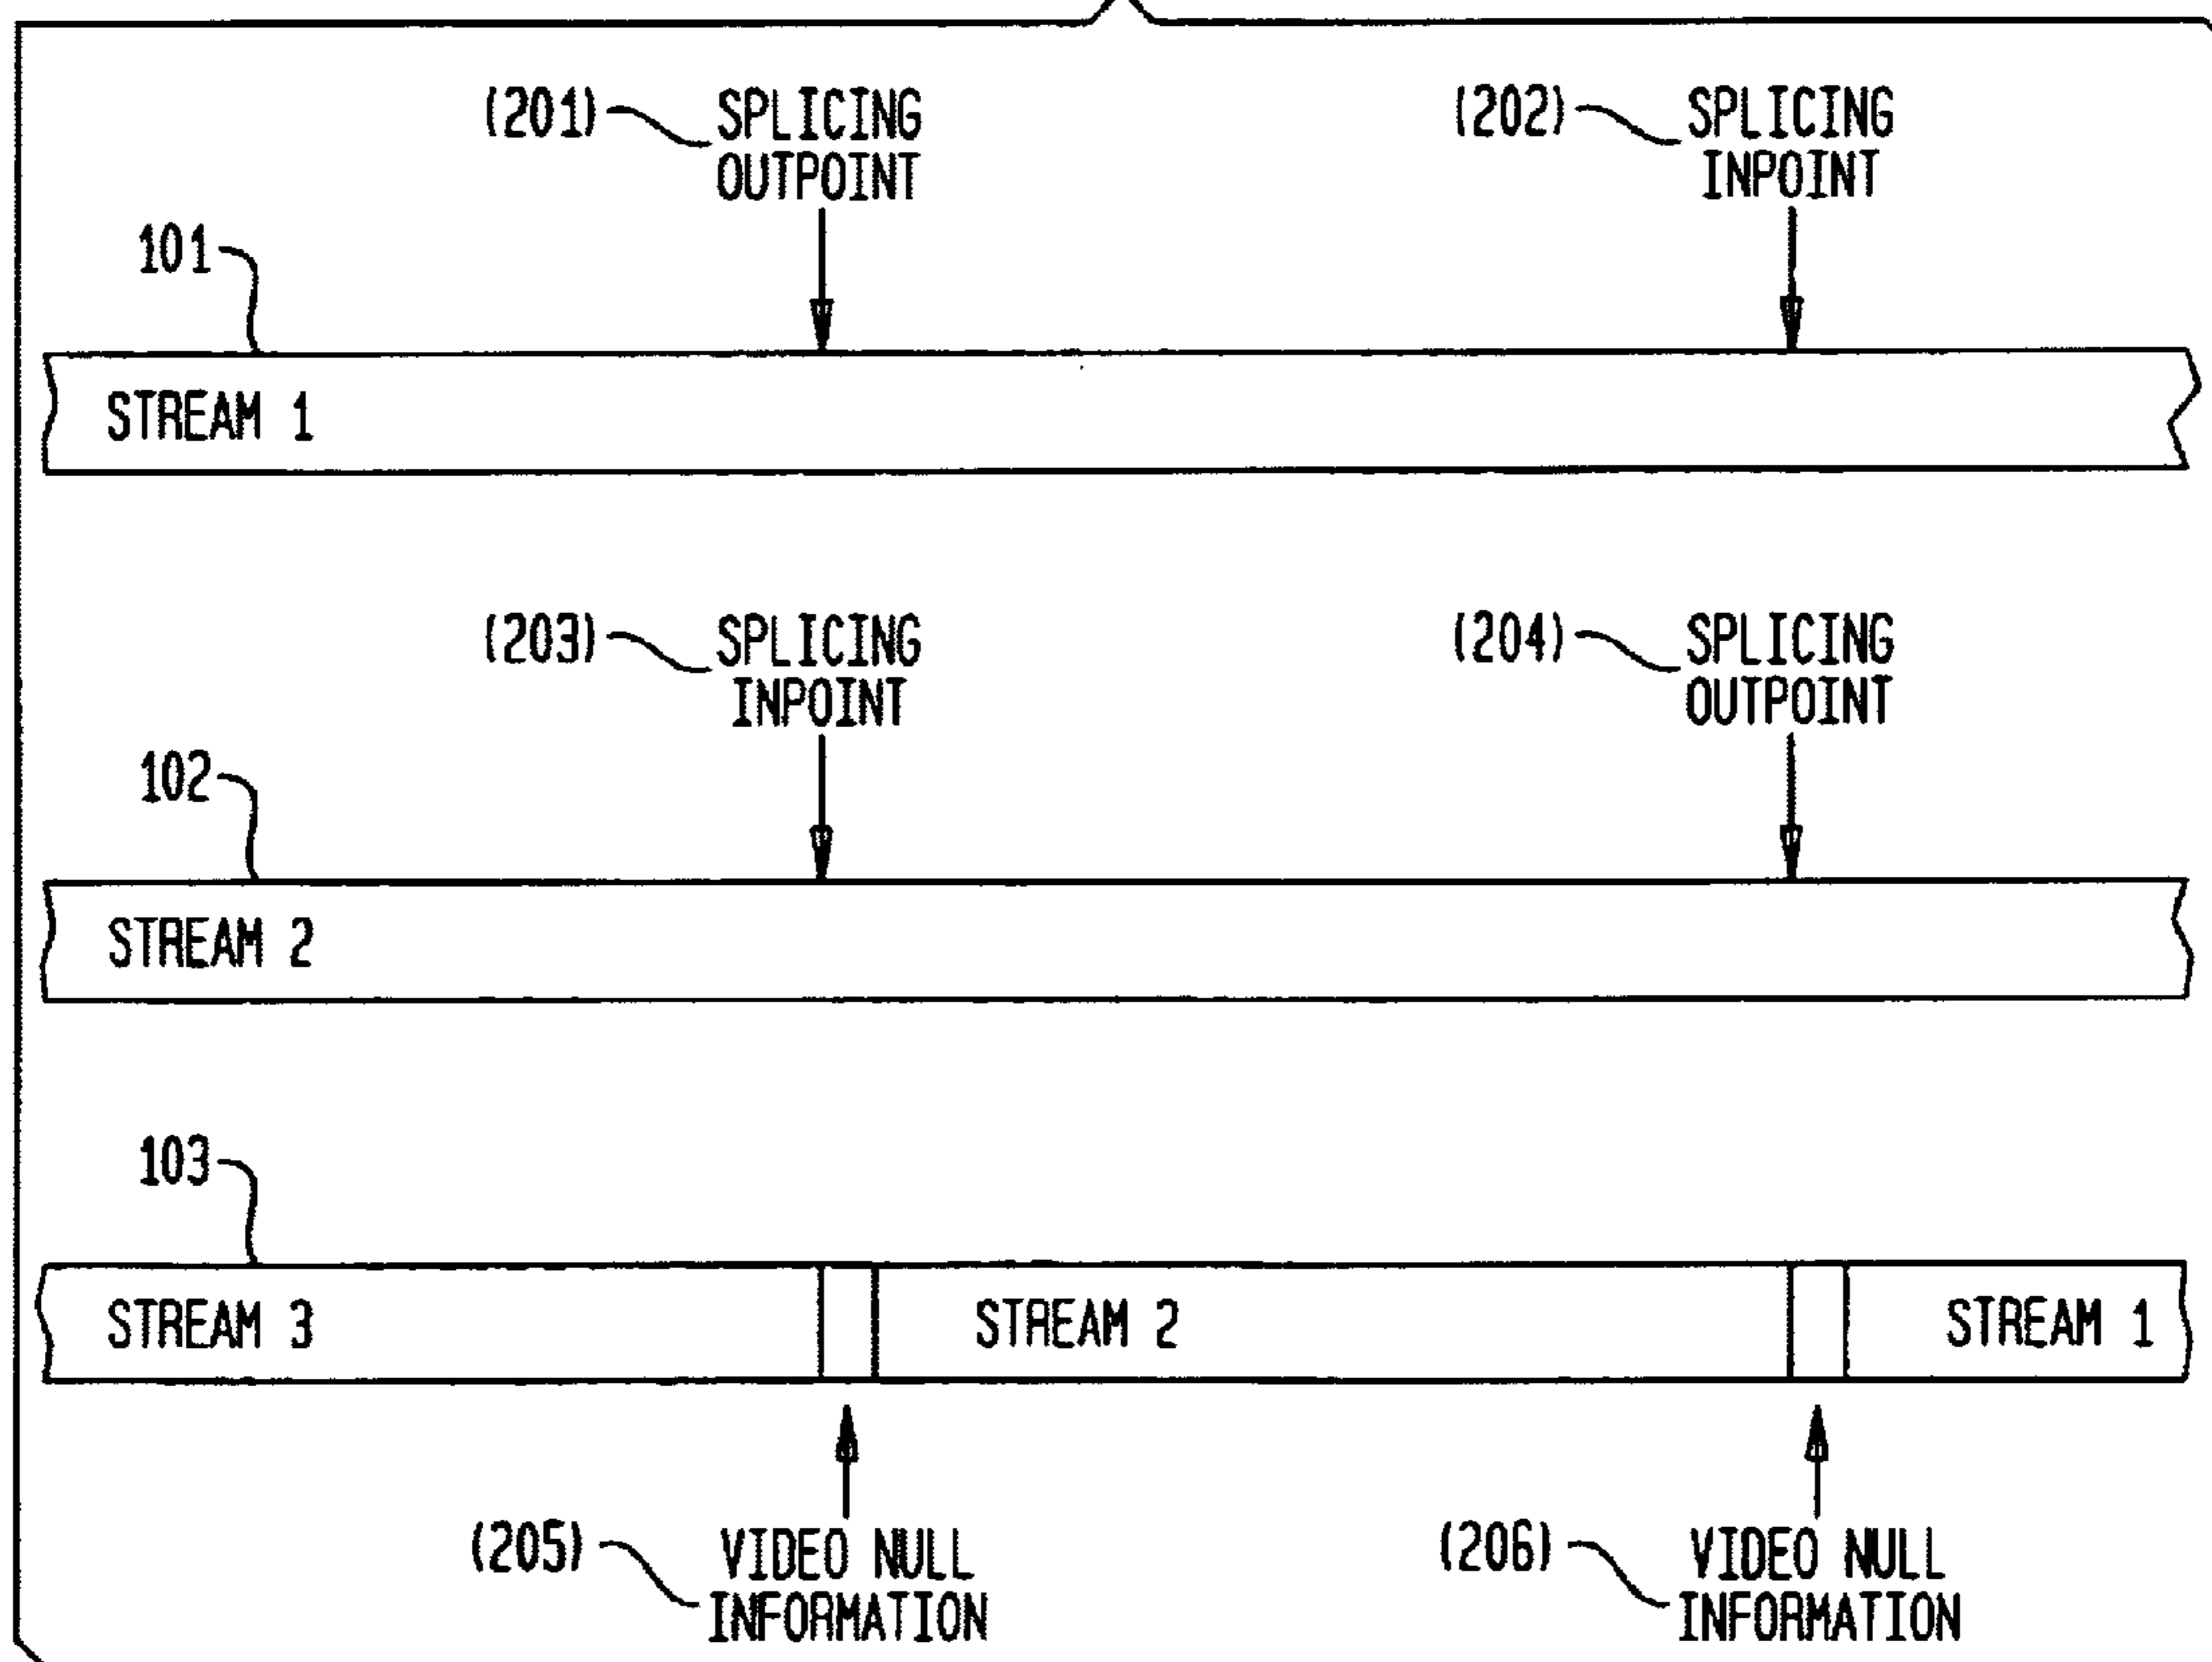 (201) SPLICING OUTPOINT
(202) SPLICING INPOINT
101
STREAM 1
(203) SPLICING INPOINT
(204) SPLICING OUTPOINT
102
STREAM 2
103
STREAM 3
STREAM 2
STREAM 1
(205) VIDEO NULL INFORMATION
(206) VIDEO NULL INFORMATION